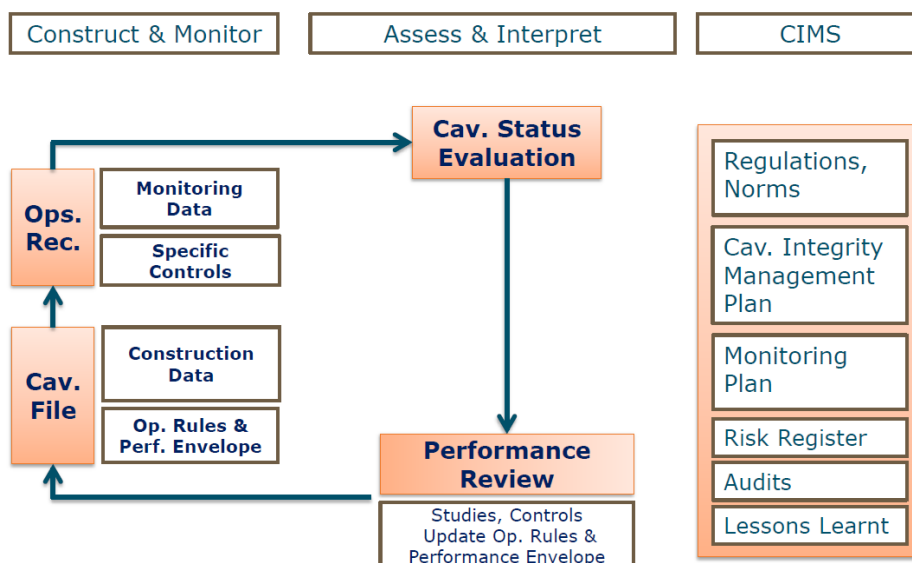 Construct & Monitor
Assess & Interpret
CIMS
Cav. Status
Evaluation
Ops.
Rec.
Monitoring
Data
Specific
Controls
Cav.
File
Construction
Data
Op. Rules &
Perf. Envelope
Performance
Review
Studies, Controls
Update Op. Rules &
Performance Envelope
Regulations,
Norms
Cav. Integrity
Management
Plan
Monitoring
Plan
Risk Register
Audits
Lessons Learnt